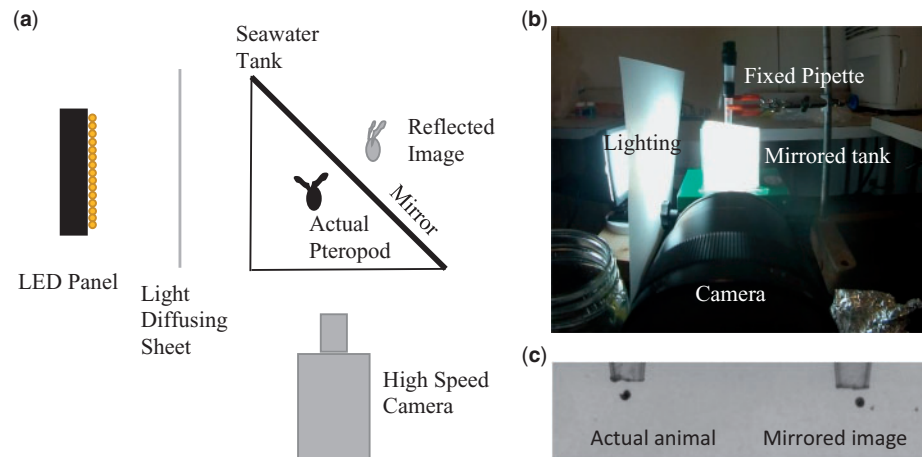 (a)
Seawater
Tank
Reflected
Image
Mirror
Actual
Pteropod
LED Panel
Light
Diffusing
Sheet
High Speed
Camera
(b)
Fixed Pipette
Lighting
Mirrored tank
Camera
(c)
Actual animal
Mirrored image